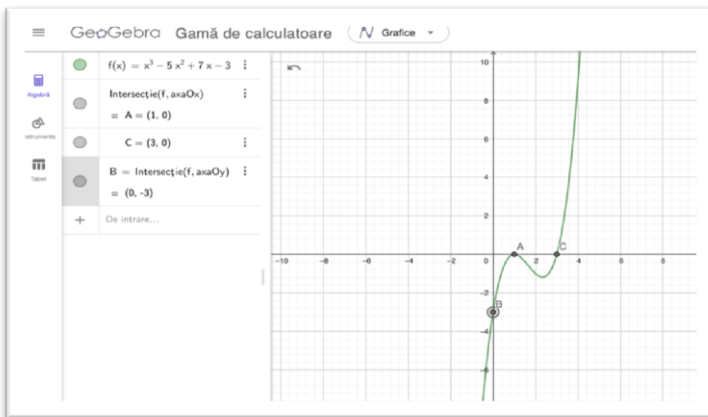 GeoGebra Gamă de calculatoare Grafice
f(x) = x³ − 5 x² + 7 x − 3
Intersecție(f, axaOx)
= A = (1, 0)
C = (3, 0)
B = Intersecție(f, axaOy)
= (0, -3)
+ De intrare...
Algebră
Instrumente
Tabel
10
8
6
4
2
A
C
-10 -8 -6 -4 -2 0 2 4 6 8
-2
B
-4
-6